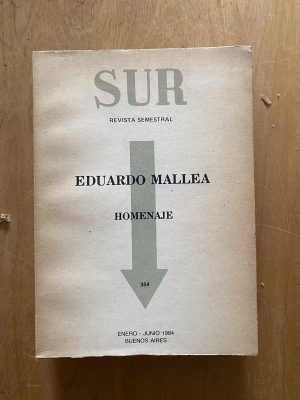 SUR
REVISTA SEMESTRAL
EDUARDO MALLEA
HOMENAJE
354
ENERO - JUNIO 1984
BUENOS AIRES